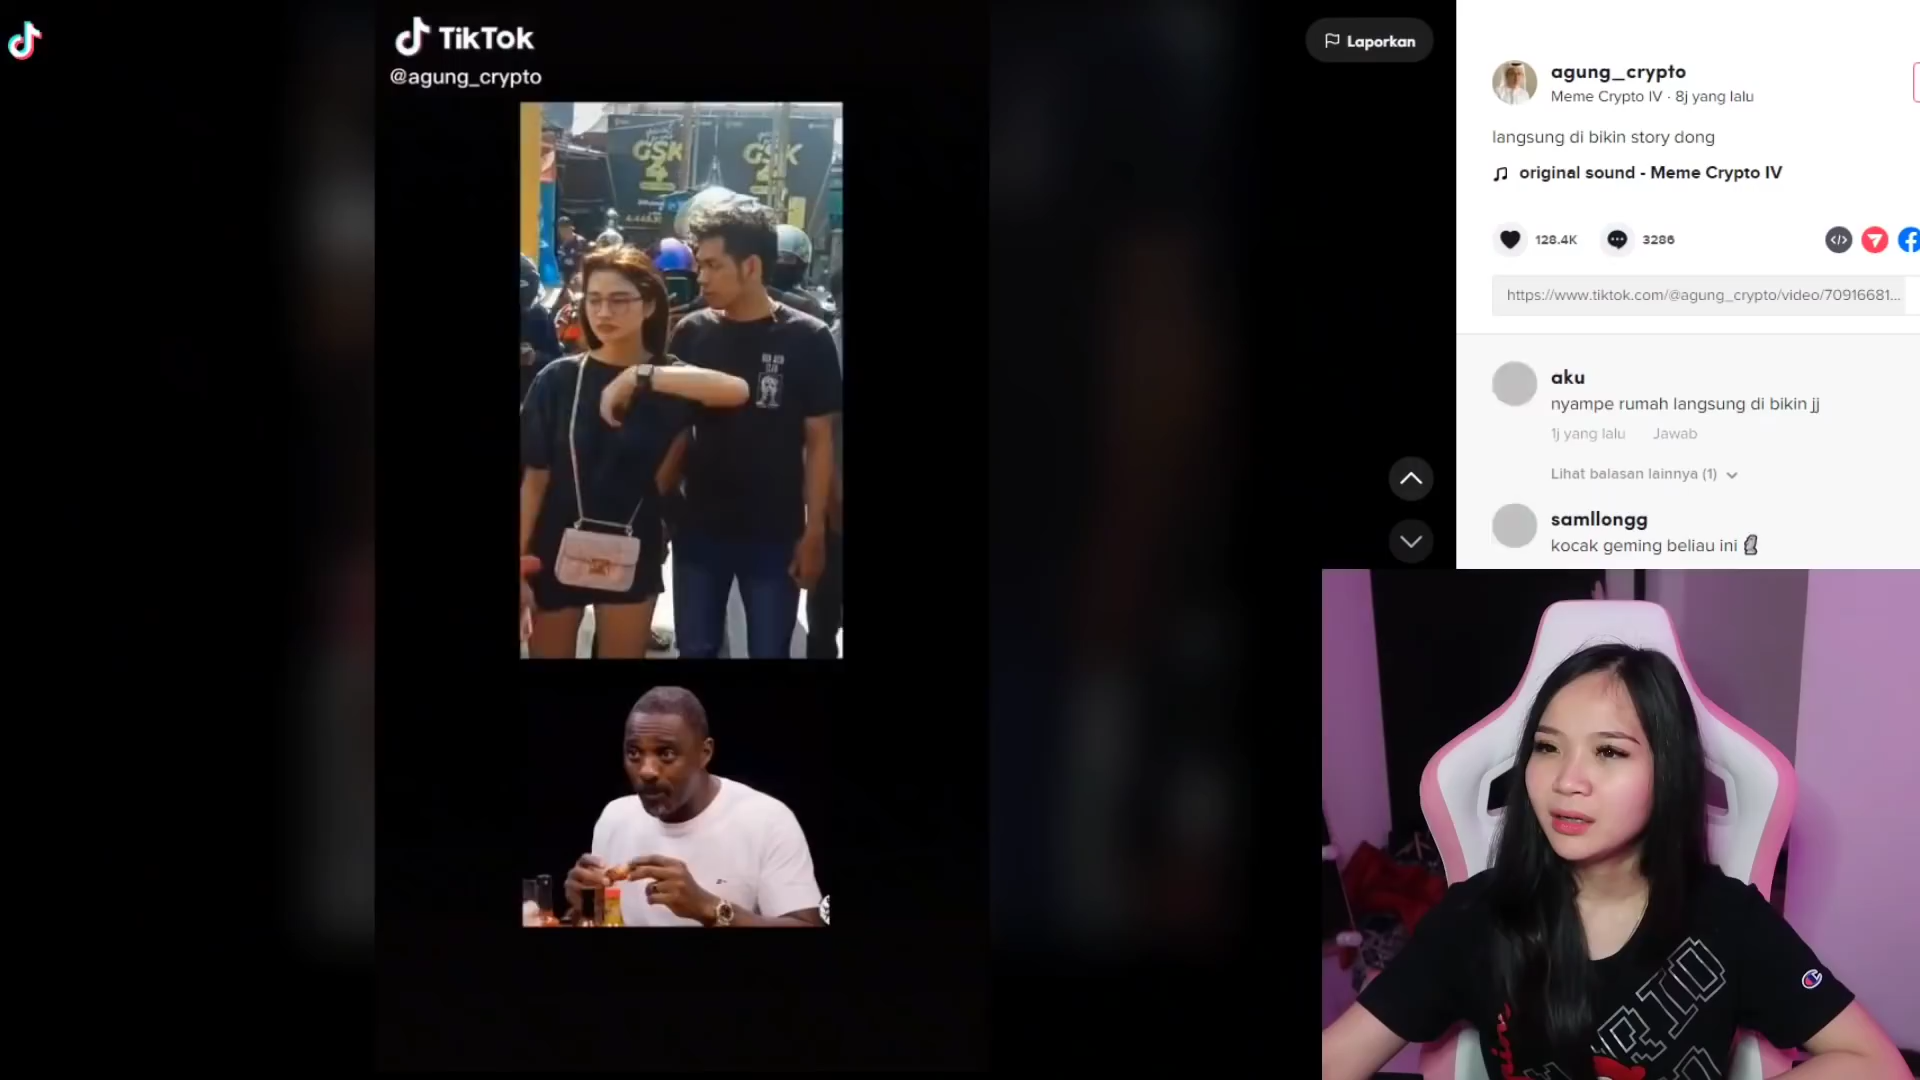 TikTok
@agung_crypto
GSK
4
GSK
4
Laporkan
agung_crypto
Meme Crypto IV · 8j yang lalu
langsung di bikin story dong
original sound - Meme Crypto IV
128.4K
3286
https://www.tiktok.com/@agung_crypto/video/70916681...
aku
nyampe rumah langsung di bikin jj
1j yang lalu
Jawab
Lihat balasan lainnya (1)
samllongg
kocak geming beliau ini 🗿